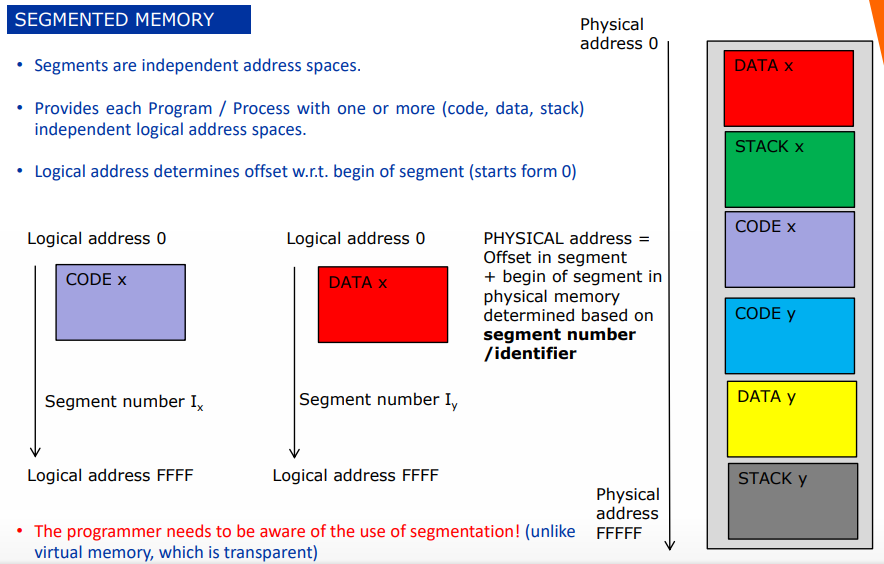 SEGMENTED MEMORY
• Segments are independent address spaces.
• Provides each Program / Process with one or more (code, data, stack)
independent logical address spaces.
• Logical address determines offset w.r.t. begin of segment (starts form 0)
Logical address 0
CODE x
Segment number Ix
Logical address FFFF
Logical address 0
DATA x
Segment number Iy
Logical address FFFF
PHYSICAL address =
Offset in segment
+ begin of segment in
physical memory
determined based on
segment number
/identifier
• The programmer needs to be aware of the use of segmentation! (unlike
virtual memory, which is transparent)
Physical
address 0
DATA x
STACK x
CODE x
CODE y
DATA y
STACK y
Physical
address
FFFFF